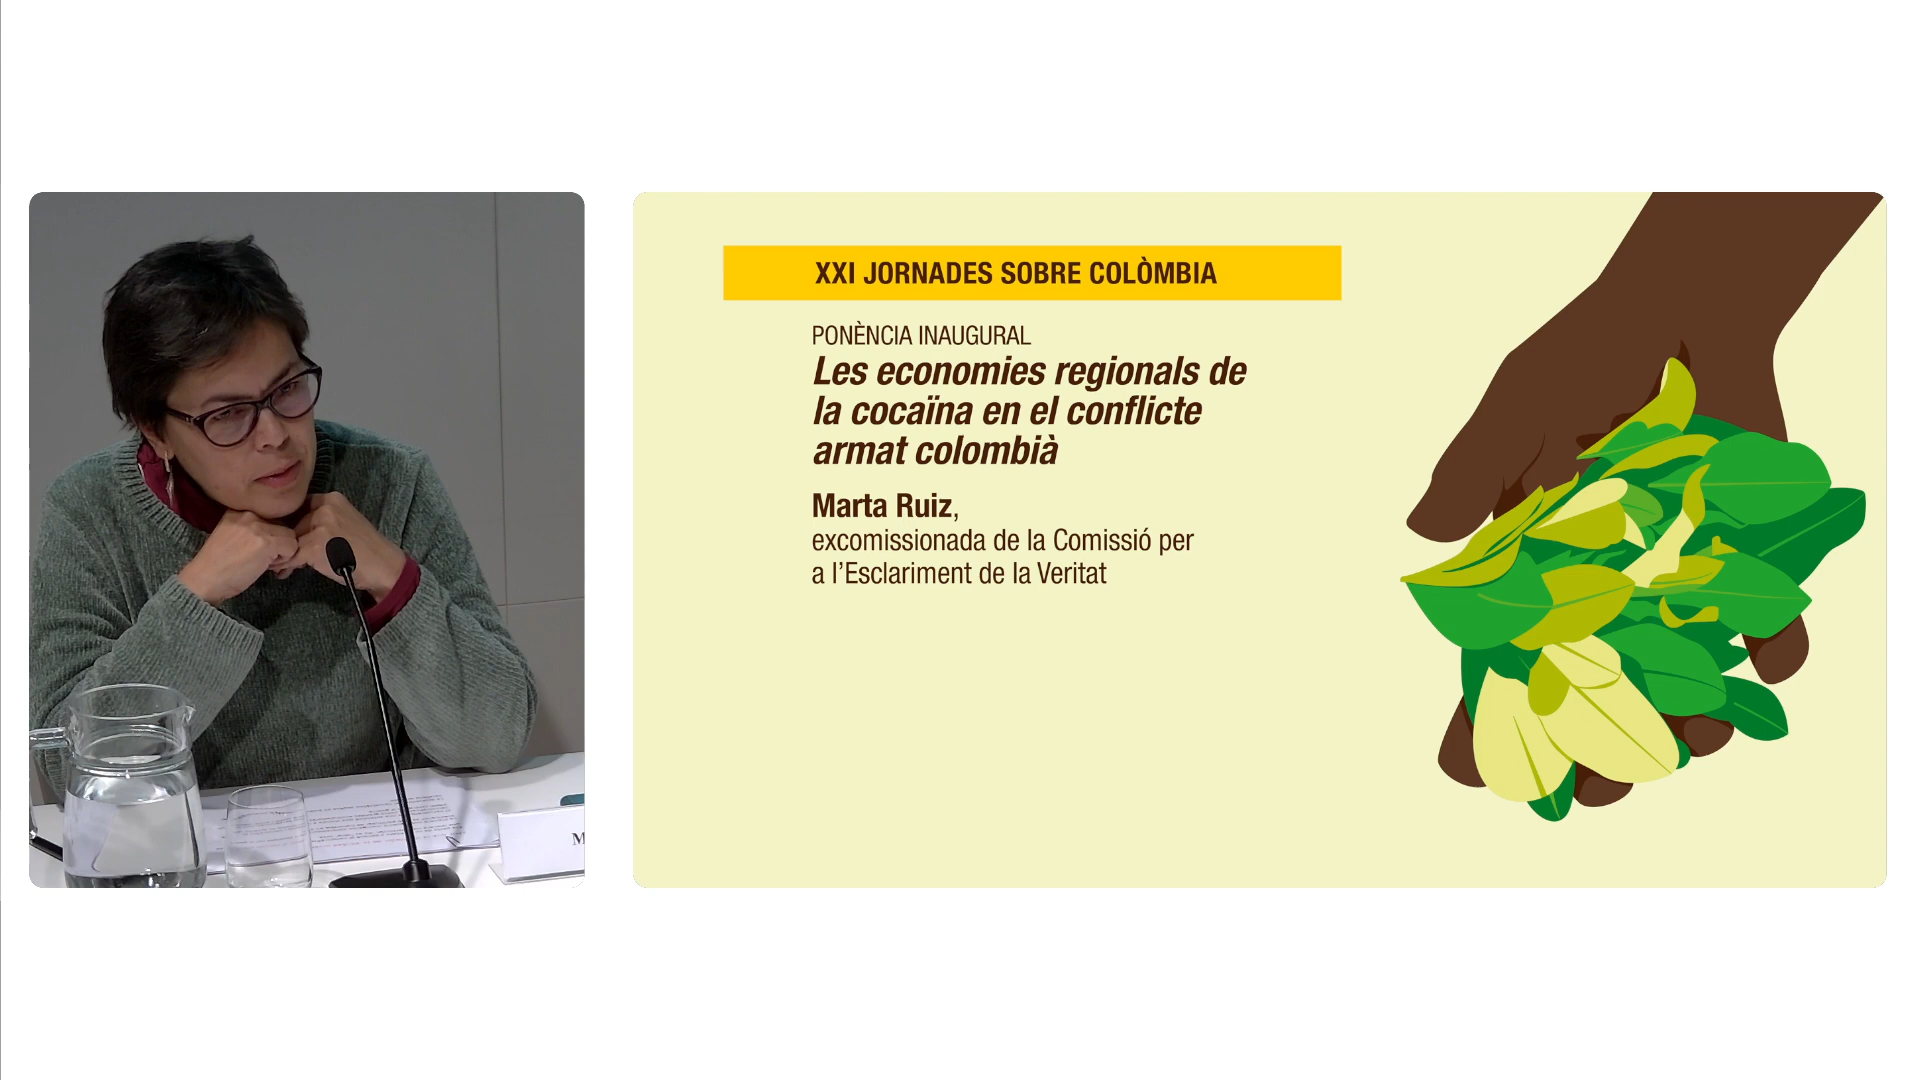 XXI JORNADES SOBRE COLÒMBIA
PONÈNCIA INAUGURAL
Les economies regionals de
la cocaïna en el conflicte
armat colombià
Marta Ruiz,
excomissionada de la Comissió per
a l’Esclariment de la Veritat
M